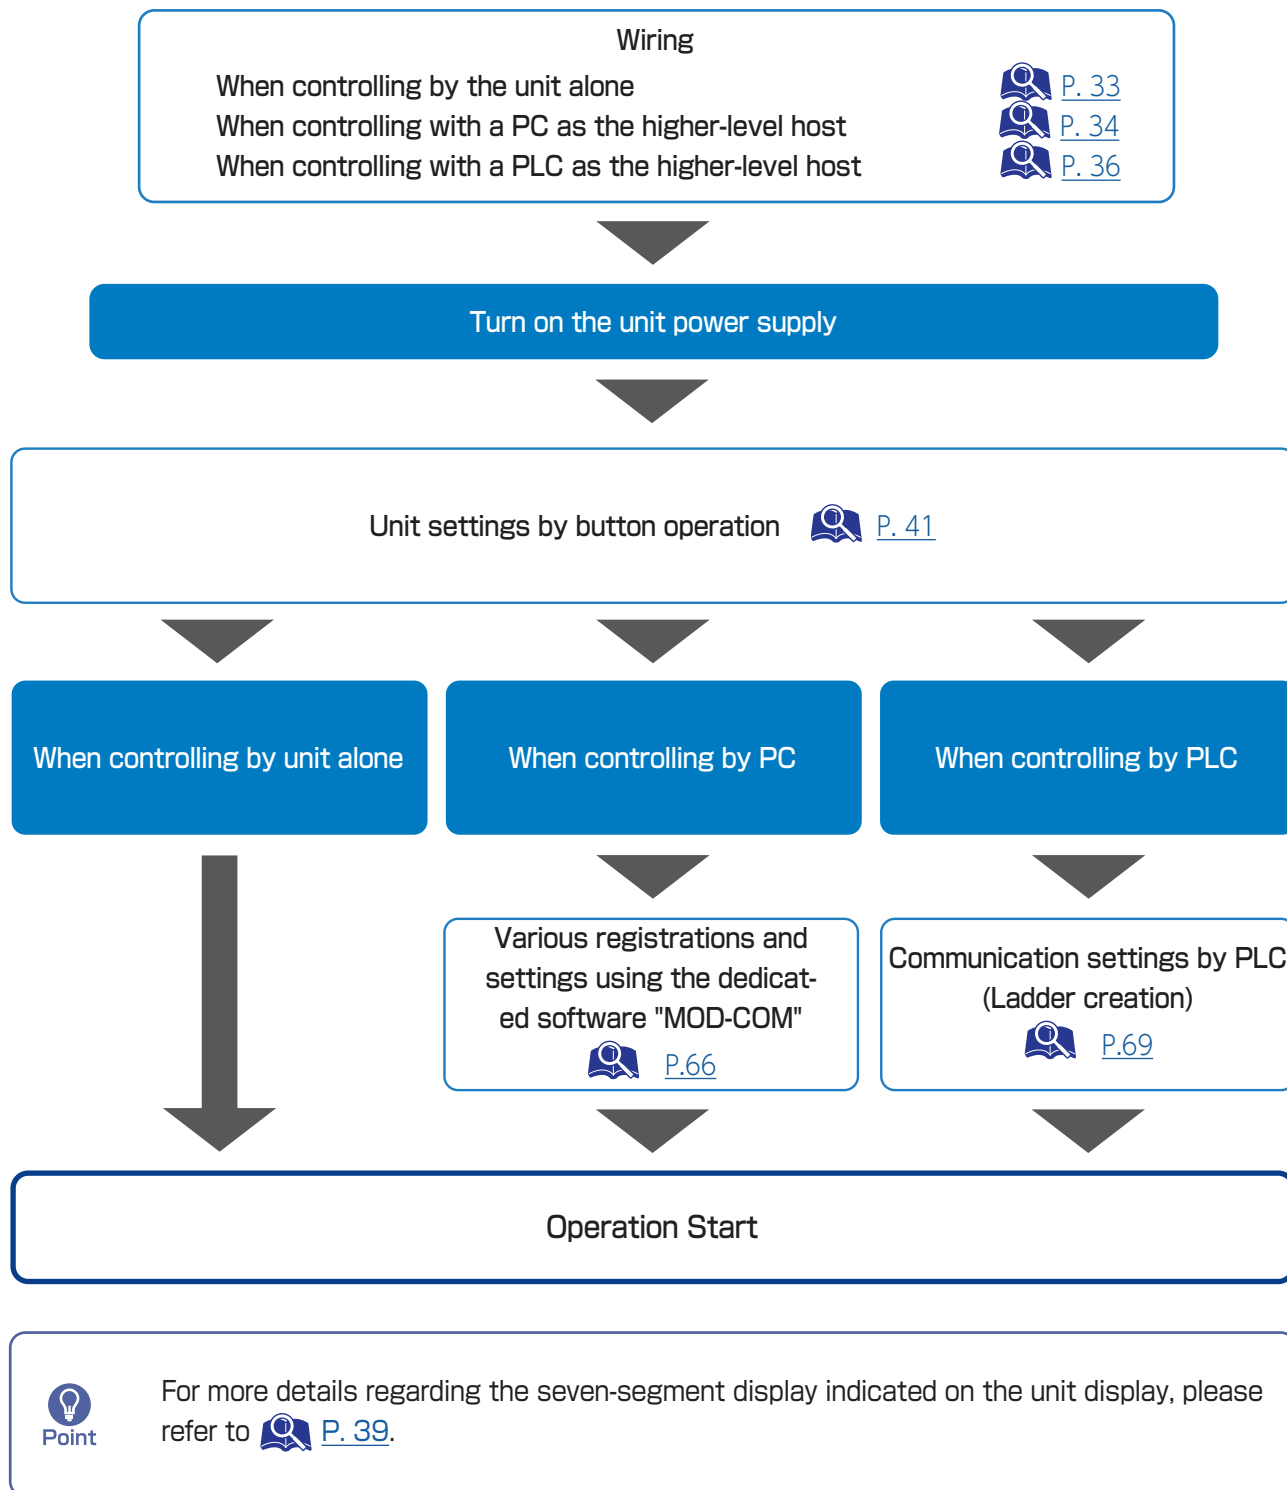 Wiring
When controlling by the unit alone P. 33
When controlling with a PC as the higher-level host P. 34
When controlling with a PLC as the higher-level host P. 36
Turn on the unit power supply
Unit settings by button operation P. 41
When controlling by unit alone
When controlling by PC
When controlling by PLC
Various registrations and
settings using the dedicat-
ed software "MOD-COM"
P.66
Communication settings by PLC
(Ladder creation)
P.69
Operation Start
Point
For more details regarding the seven-segment display indicated on the unit display, please
refer to P. 39.